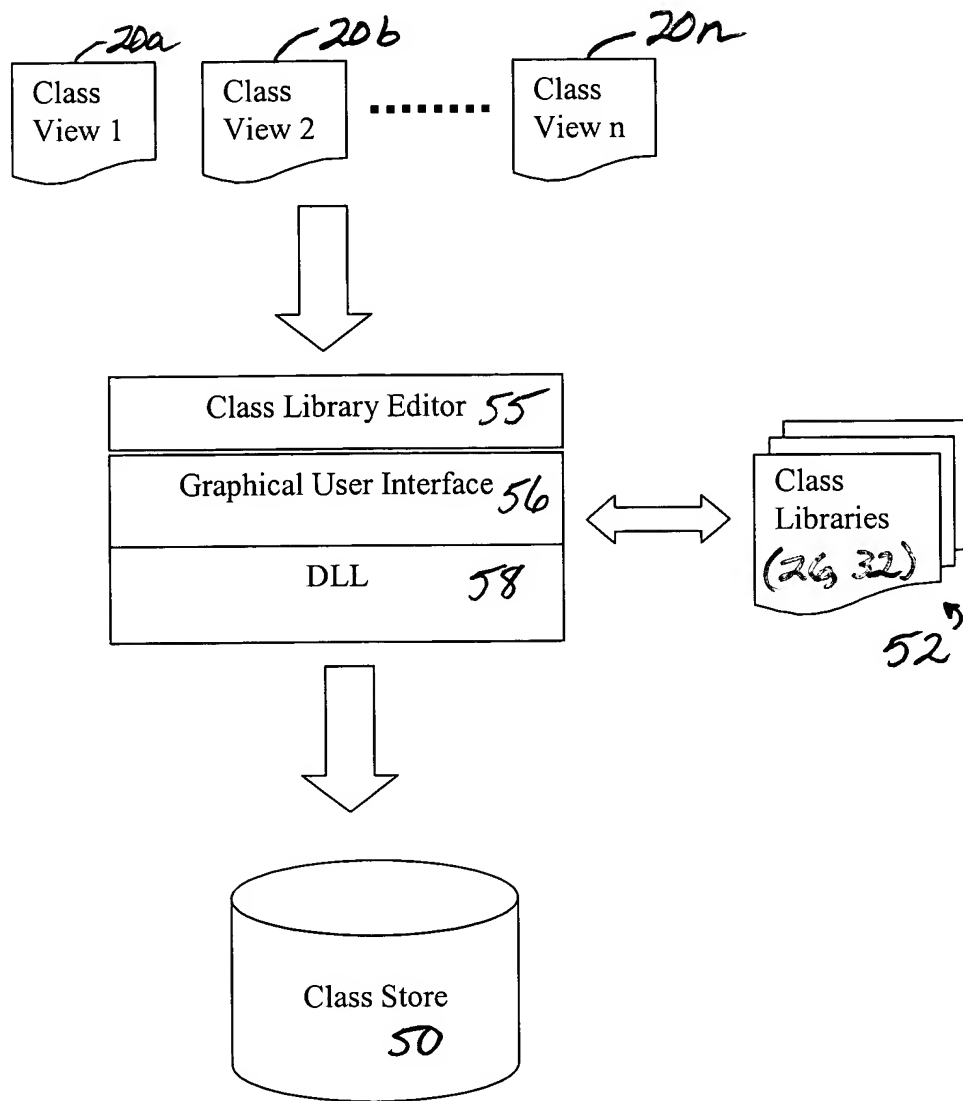 20a
20b
20n
Class
View 1
Class
View 2
Class
View n
Class Library Editor 55
Graphical User Interface 56
DLL 58
Class
Libraries
(26, 32)
52
Class Store
50